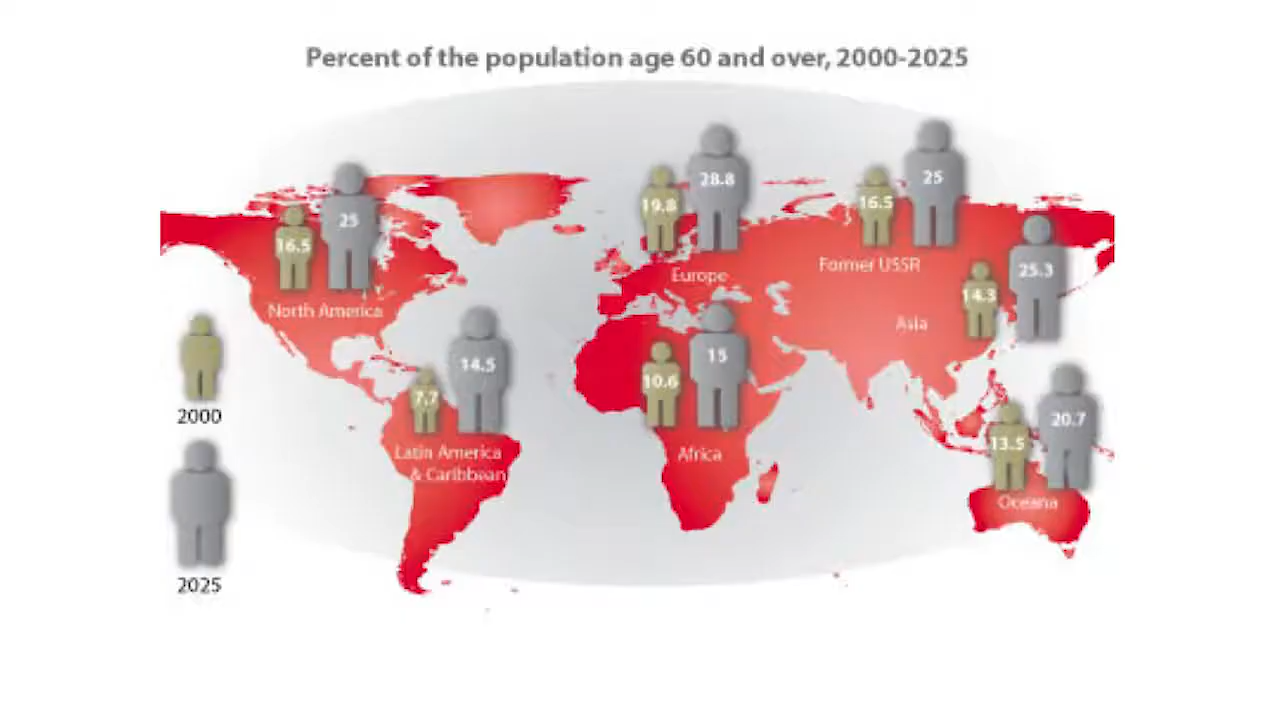 Percent of the population age 60 and over, 2000-2025
16.5
25
North America
19.8
28.8
Europe
16.5
25
Former USSR
14.3
25.3
Asia
7.7
14.5
Latin America
& Caribbean
10.6
15
Africa
13.5
20.7
Oceana
2000
2025